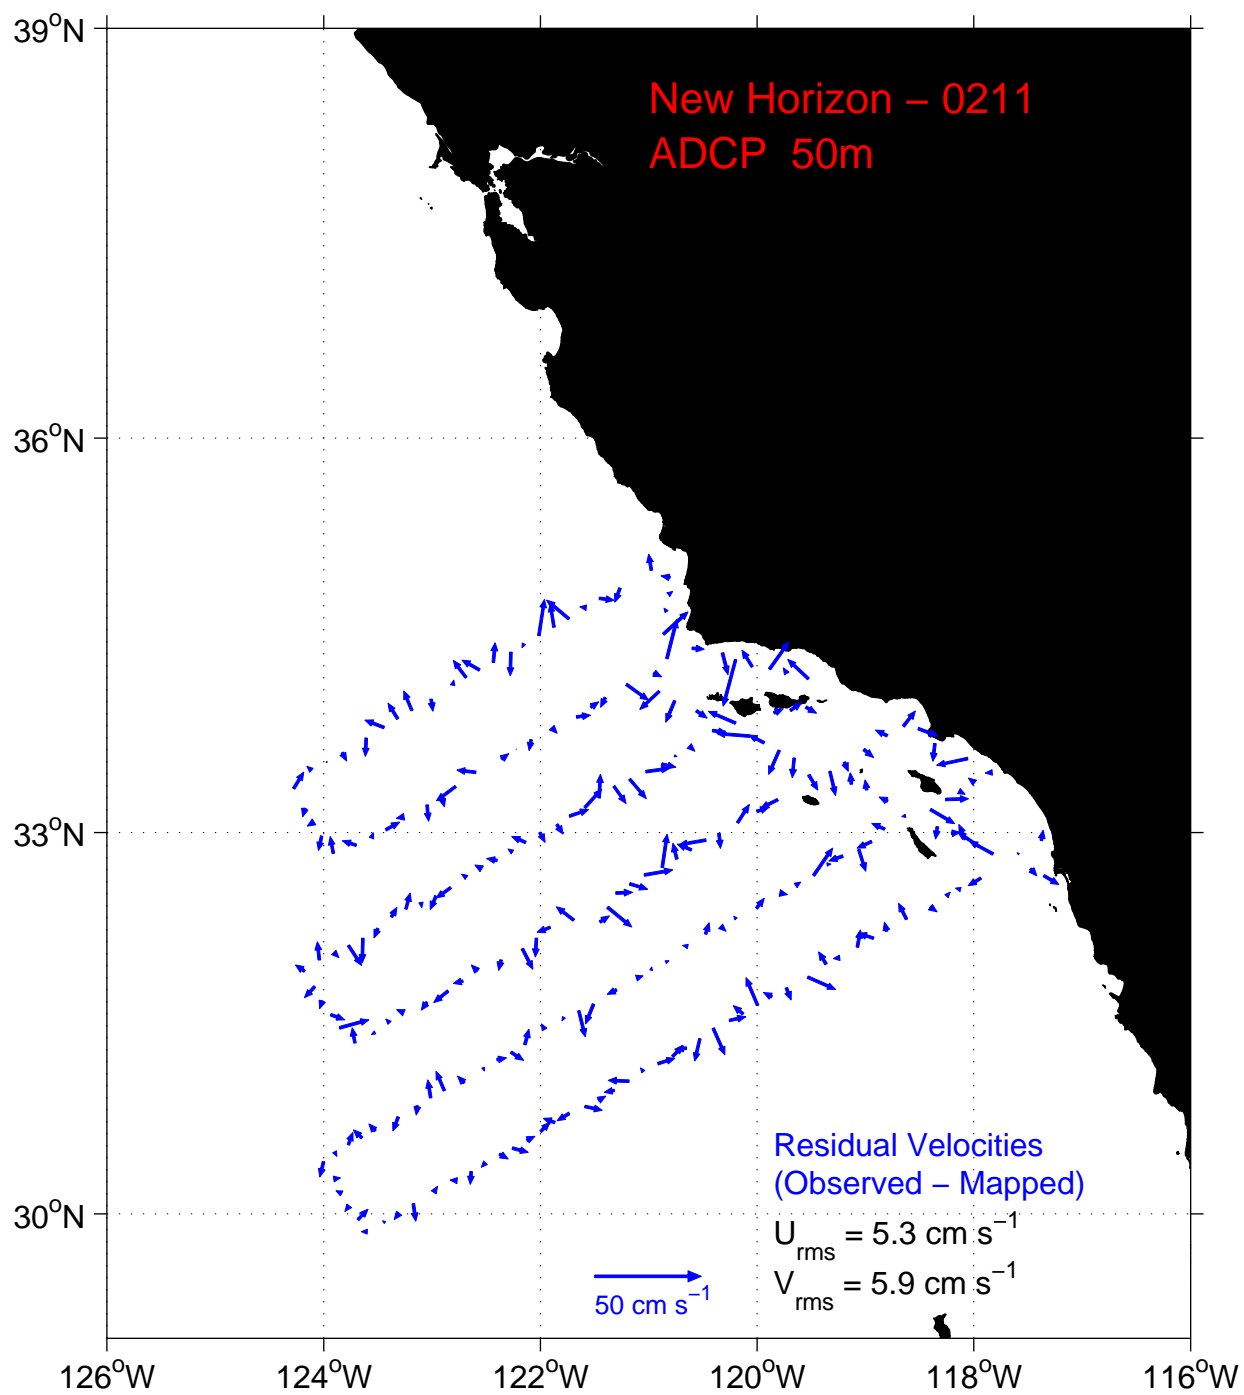 39°N
New Horizon – 0211
ADCP 50m
36°N
33°N
Residual Velocities
(Observed – Mapped)
30°N
U_rms = 5.3 cm s⁻¹
50 cm s⁻¹
V_rms = 5.9 cm s⁻¹
126°W 124°W 122°W 120°W 118°W 116°W